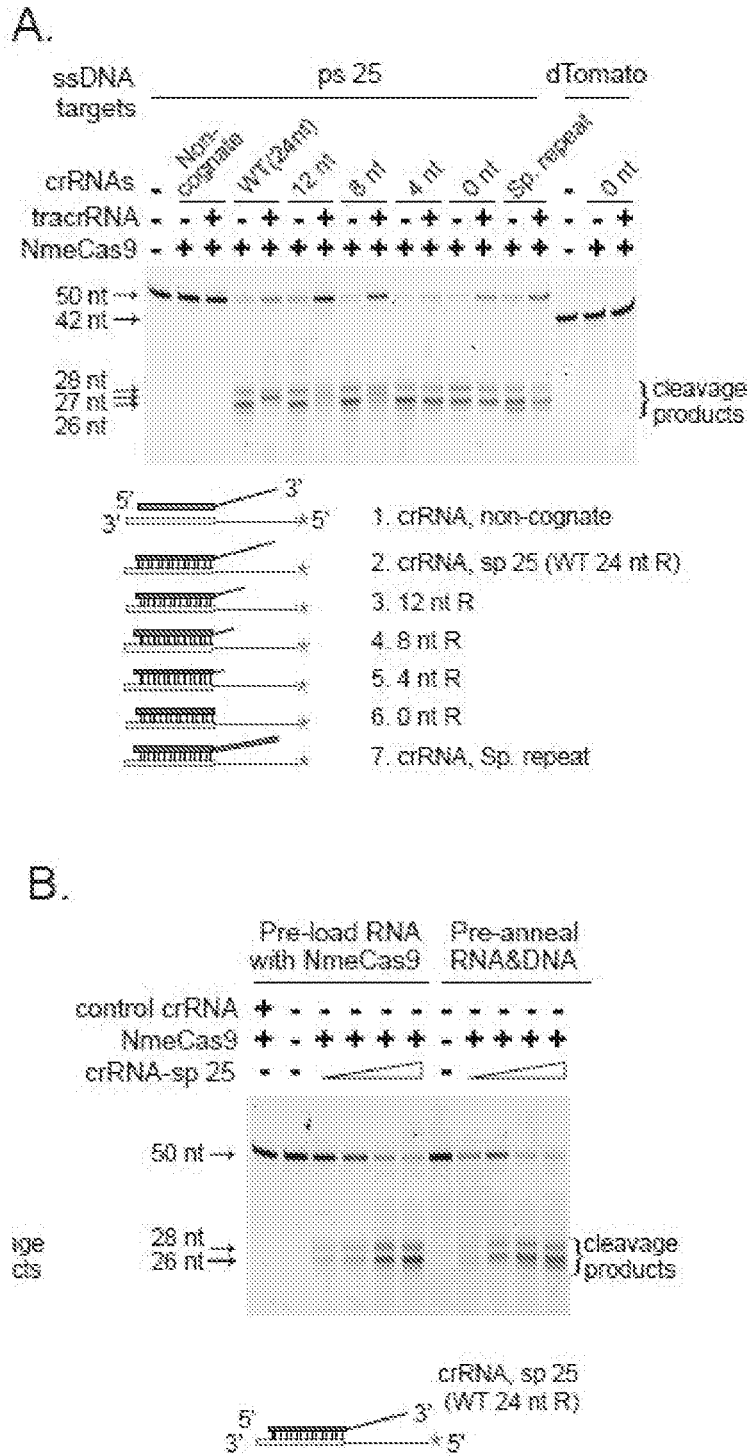 A.
ssDNA targets
ps 25
dTomato
crRNAs
- Non-cognate WT(24nt) 12 nt 8 nt 4 nt 0 nt Sp. repeat - 0 nt
tracrRNA - - + - + - + - + - + - + - + - - +
NmeCas9 - + + + + + + + + + + + + + + - + +
50 nt →
42 nt →
28 nt
27 nt
26 nt
cleavage products
5' 3'
3' 5'
1. crRNA, non-cognate
2. crRNA, sp 25 (WT 24 nt R)
3. 12 nt R
4. 8 nt R
5. 4 nt R
6. 0 nt R
7. crRNA, Sp. repeat
B.
Pre-load RNA with NmeCas9
Pre-anneal RNA&DNA
control crRNA + - - - - - - - - - -
NmeCas9 + - + + + + - + + + +
crRNA-sp 25 - - -
50 nt →
28 nt →
26 nt →
cleavage products
age
cts
crRNA, sp 25
(WT 24 nt R)
5' 3'
3' * 5'